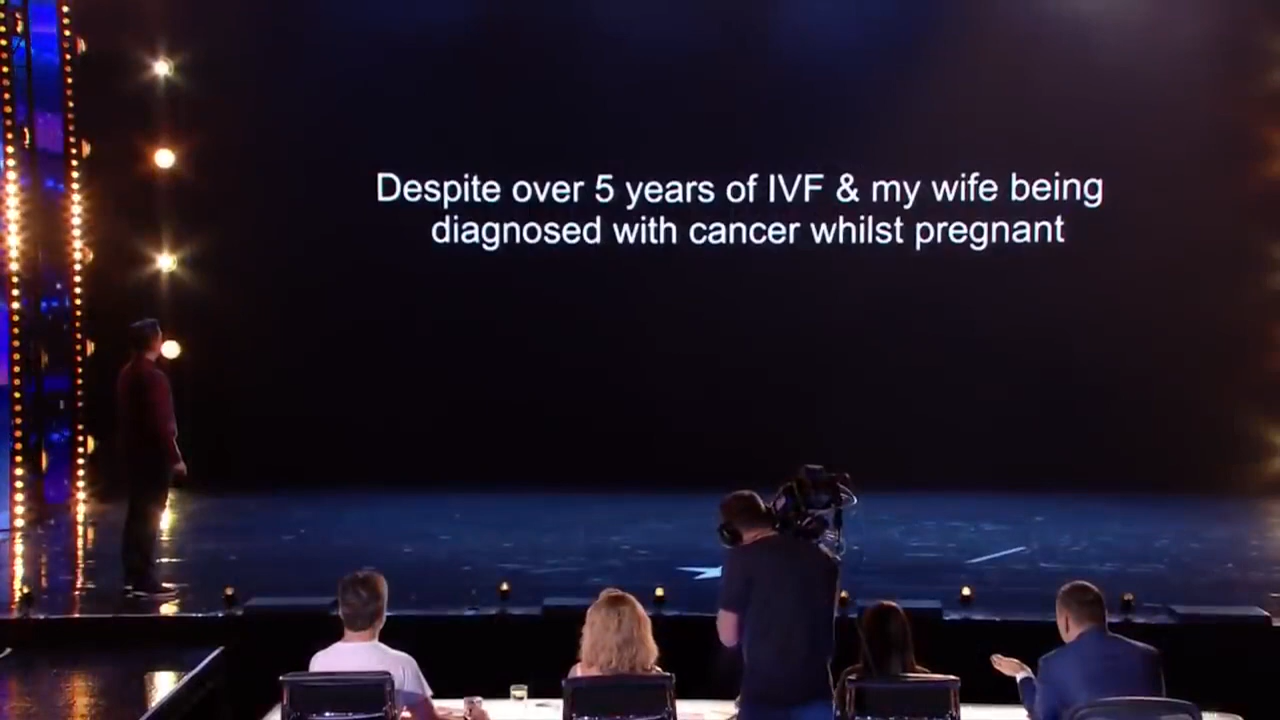 Despite over 5 years of IVF & my wife being
diagnosed with cancer whilst pregnant